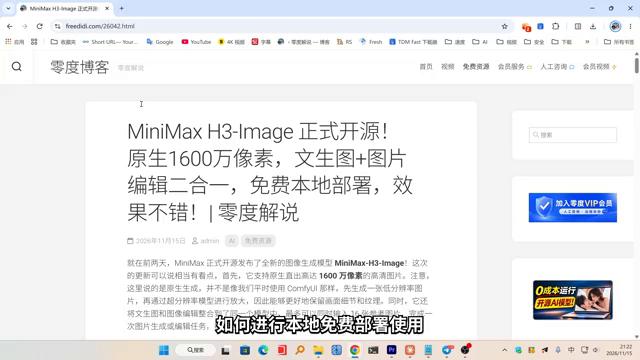 MiniMax H3-Image 正式开源!
freedidi.com/26042.html
应用
收藏夹
Short URL—
Google
YouTube
4K 视频
字幕
零度解说 — 博客
RS
Fresh
TDM Fast 下载器
速度
AI
视频
安全
下载
所有书签
零度博客
零度解说
首页
视频
免费资源
会员服务
人工咨询
会员视频
MiniMax H3-Image 正式开源!
原生1600万像素，文生图+图片
编辑二合一，免费本地部署，效
果不错！| 零度解说
2026年11月15日
admin
AI
免费资源
就在前两天，MiniMax 正式开源发布了全新的图像生成模型 MiniMax-H3-Image！这次
的更新可以说相当有看点，首先，它支持原生直出高达 1600 万像素的高清图片。注意，
这里说的是原生生成，并不是像我们平时使用 ComfyUI 那样，先生成一张低分辨率图
片，再通过超分辨率模型进行放大，因此能够更好地保留画面细节和纹理。同时，它还
将文生图和图像编辑整合到了同一个模型中，
次图片生成或编辑任务，
搜索
加入零度VIP会员
0成本运行
开源AI模型!
如何进行本地免费部署使用
搜索
21:22